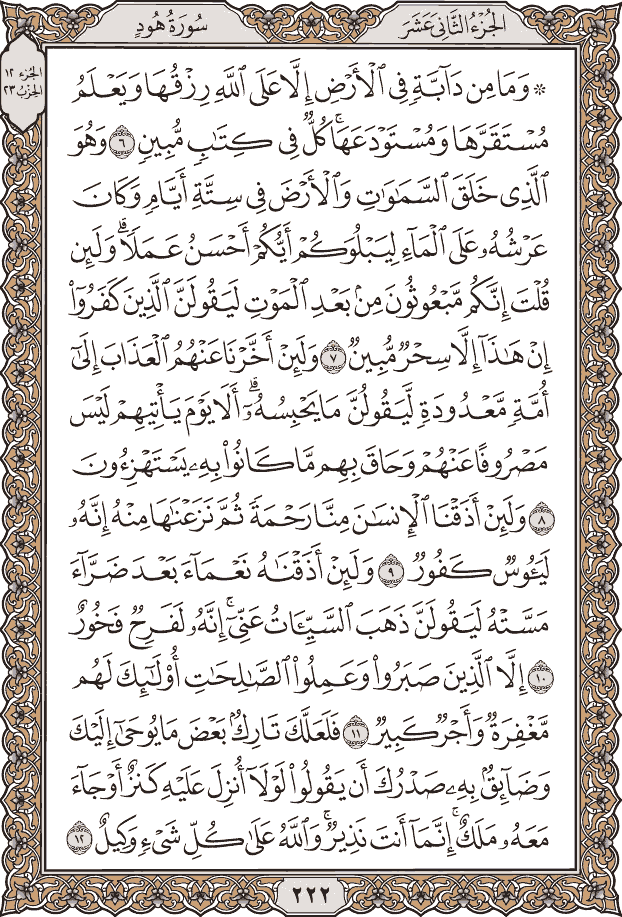 الجُزْءُ الثَّانِي عَشَرَ
سُورَةُ هُودٍ
الجُزْء ١٢
الحِزْبُ ٢٣
۞ وَمَا مِن دَآبَّةٍ فِي ٱلْأَرْضِ إِلَّا عَلَى ٱللَّهِ رِزْقُهَا وَيَعْلَمُ
مُسْتَقَرَّهَا وَمُسْتَوْدَعَهَاۚ كُلٌّ فِي كِتَٰبٍ مُّبِينٍ ٦ وَهُوَ
ٱلَّذِي خَلَقَ ٱلسَّمَٰوَٰتِ وَٱلْأَرْضَ فِي سِتَّةِ أَيَّامٍ وَكَانَ
عَرْشُهُۥ عَلَى ٱلْمَآءِ لِيَبْلُوَكُمْ أَيُّكُمْ أَحْسَنُ عَمَلًاۗ وَلَئِن
قُلْتَ إِنَّكُم مَّبْعُوثُونَ مِنۢ بَعْدِ ٱلْمَوْتِ لَيَقُولَنَّ ٱلَّذِينَ كَفَرُوٓا۟
إِنْ هَٰذَآ إِلَّا سِحْرٌ مُّبِينٌ ٧ وَلَئِنْ أَخَّرْنَا عَنْهُمُ ٱلْعَذَابَ إِلَىٰٓ
أُمَّةٍ مَّعْدُودَةٍ لَّيَقُولُنَّ مَا يَحْبِسُهُۥٓۗ أَلَا يَوْمَ يَأْتِيهِمْ لَيْسَ
مَصْرُوفًا عَنْهُمْ وَحَاقَ بِهِم مَّا كَانُوا۟ بِهِۦ يَسْتَهْزِءُونَ
٨ وَلَئِنْ أَذَقْنَا ٱلْإِنسَٰنَ مِنَّا رَحْمَةً ثُمَّ نَزَعْنَٰهَا مِنْهُ إِنَّهُۥ
لَيَـُٔوسٌ كَفُورٌ ٩ وَلَئِنْ أَذَقْنَٰهُ نَعْمَآءَ بَعْدَ ضَرَّآءَ
مَسَّتْهُ لَيَقُولَنَّ ذَهَبَ ٱلسَّيِّـَٔاتُ عَنِّيٓۚ إِنَّهُۥ لَفَرِحٌ فَخُورٌ
١٠ إِلَّا ٱلَّذِينَ صَبَرُوا۟ وَعَمِلُوا۟ ٱلصَّٰلِحَٰتِ أُو۟لَٰٓئِكَ لَهُم
مَّغْفِرَةٌ وَأَجْرٌ كَبِيرٌ ١١ فَلَعَلَّكَ تَارِكٌۢ بَعْضَ مَا يُوحَىٰٓ إِلَيْكَ
وَضَآئِقٌۢ بِهِۦ صَدْرُكَ أَن يَقُولُوا۟ لَوْلَآ أُنزِلَ عَلَيْهِ كَنزٌ أَوْ جَآءَ
مَعَهُۥ مَلَكٌۚ إِنَّمَآ أَنتَ نَذِيرٌۚ وَٱللَّهُ عَلَىٰ كُلِّ شَيْءٍ وَكِيلٌ ١٢
٢٢٢